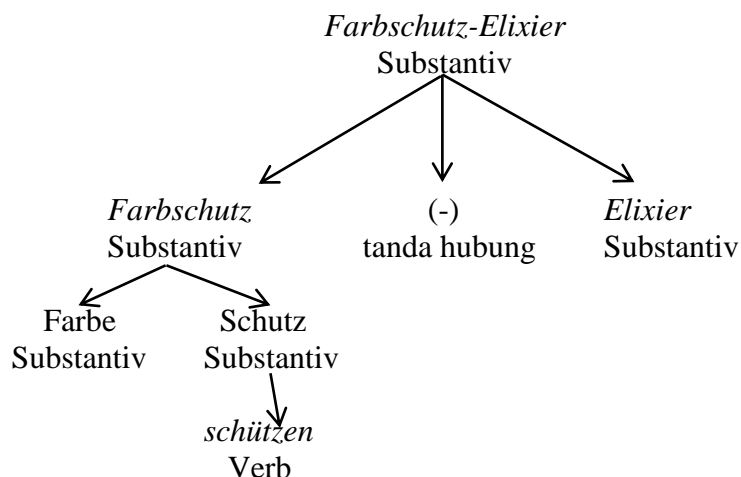 Farbschutz-Elixier
Substantiv
Farbschutz
Substantiv
(-)
tanda hubung
Elixier
Substantiv
Farbe
Substantiv
Schutz
Substantiv
schützen
Verb